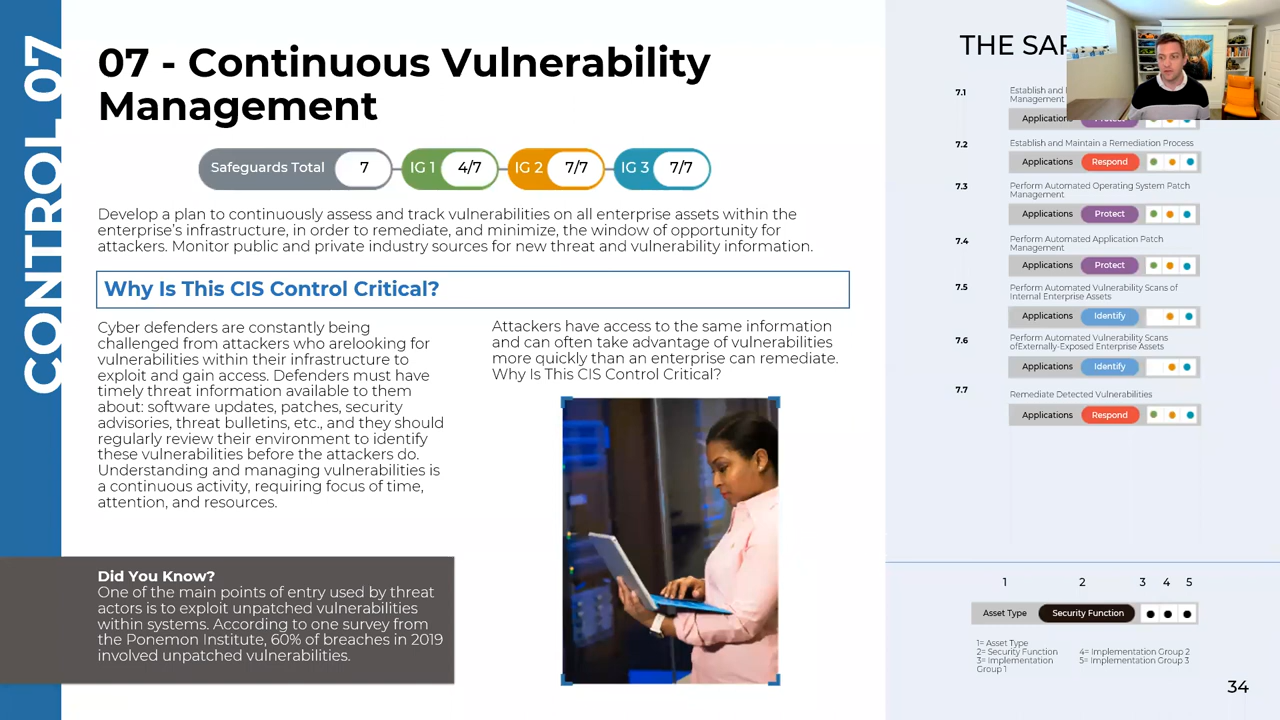 CONTROL 07
07 - Continuous Vulnerability
Management
Safeguards Total 7 IG 1 4/7 IG 2 7/7 IG 3 7/7
Develop a plan to continuously assess and track vulnerabilities on all enterprise assets within the
enterprise's infrastructure, in order to remediate, and minimize, the window of opportunity for
attackers. Monitor public and private industry sources for new threat and vulnerability information.
Why Is This CIS Control Critical?
Cyber defenders are constantly being
challenged from attackers who arelooking for
vulnerabilities within their infrastructure to
exploit and gain access. Defenders must have
timely threat information available to them
about: software updates, patches, security
advisories, threat bulletins, etc., and they should
regularly review their environment to identify
these vulnerabilities before the attackers do.
Understanding and managing vulnerabilities is
a continuous activity, requiring focus of time,
attention, and resources.
Attackers have access to the same information
and can often take advantage of vulnerabilities
more quickly than an enterprise can remediate.
Why Is This CIS Control Critical?
Did You Know?
One of the main points of entry used by threat
actors is to exploit unpatched vulnerabilities
within systems. According to one survey from
the Ponemon Institute, 60% of breaches in 2019
involved unpatched vulnerabilities.
THE
7.1 Establish and
Management
Applications Protect
7.2 Establish and Maintain a Remediation Process
Applications Respond
7.3 Perform Automated Operating System Patch
Management
Applications Protect
7.4 Perform Automated Application Patch
Management
Applications Protect
7.5 Perform Automated Vulnerability Scans of
Internal Enterprise Assets
Applications Identify
7.6 Perform Automated Vulnerability Scans
ofExternally-Exposed Enterprise Assets
Applications Identify
7.7 Remediate Detected Vulnerabilities
Applications Respond
1 2 3 4 5
Asset Type Security Function
1= Asset Type
2= Security Function
3= Implementation
Group 1
4= Implementation Group 2
5= Implementation Group 3
34